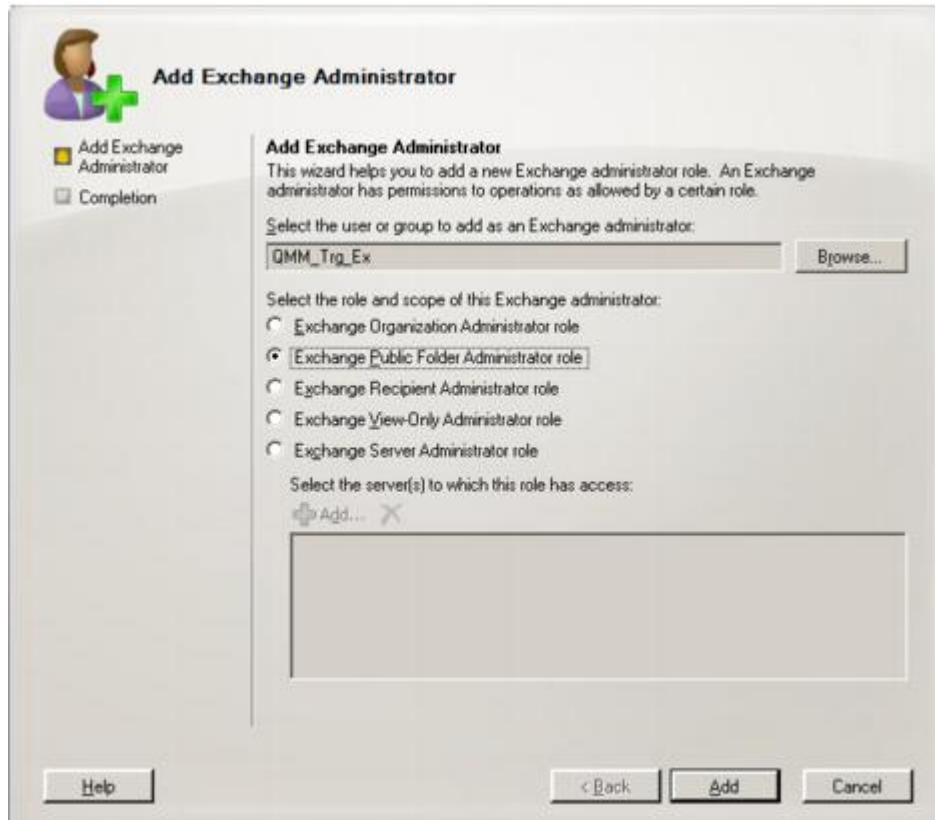 Add Exchange Administrator
Add Exchange
Administrator
Completion
Add Exchange Administrator
This wizard helps you to add a new Exchange administrator role. An Exchange
administrator has permissions to operations as allowed by a certain role.
Select the user or group to add as an Exchange administrator:
QMM_Trg_Ex
Browse...
Select the role and scope of this Exchange administrator:
Exchange Organization Administrator role
Exchange Public Folder Administrator role
Exchange Recipient Administrator role
Exchange View-Only Administrator role
Exchange Server Administrator role
Select the server(s) to which this role has access:
Add...
Help
< Back
Add
Cancel